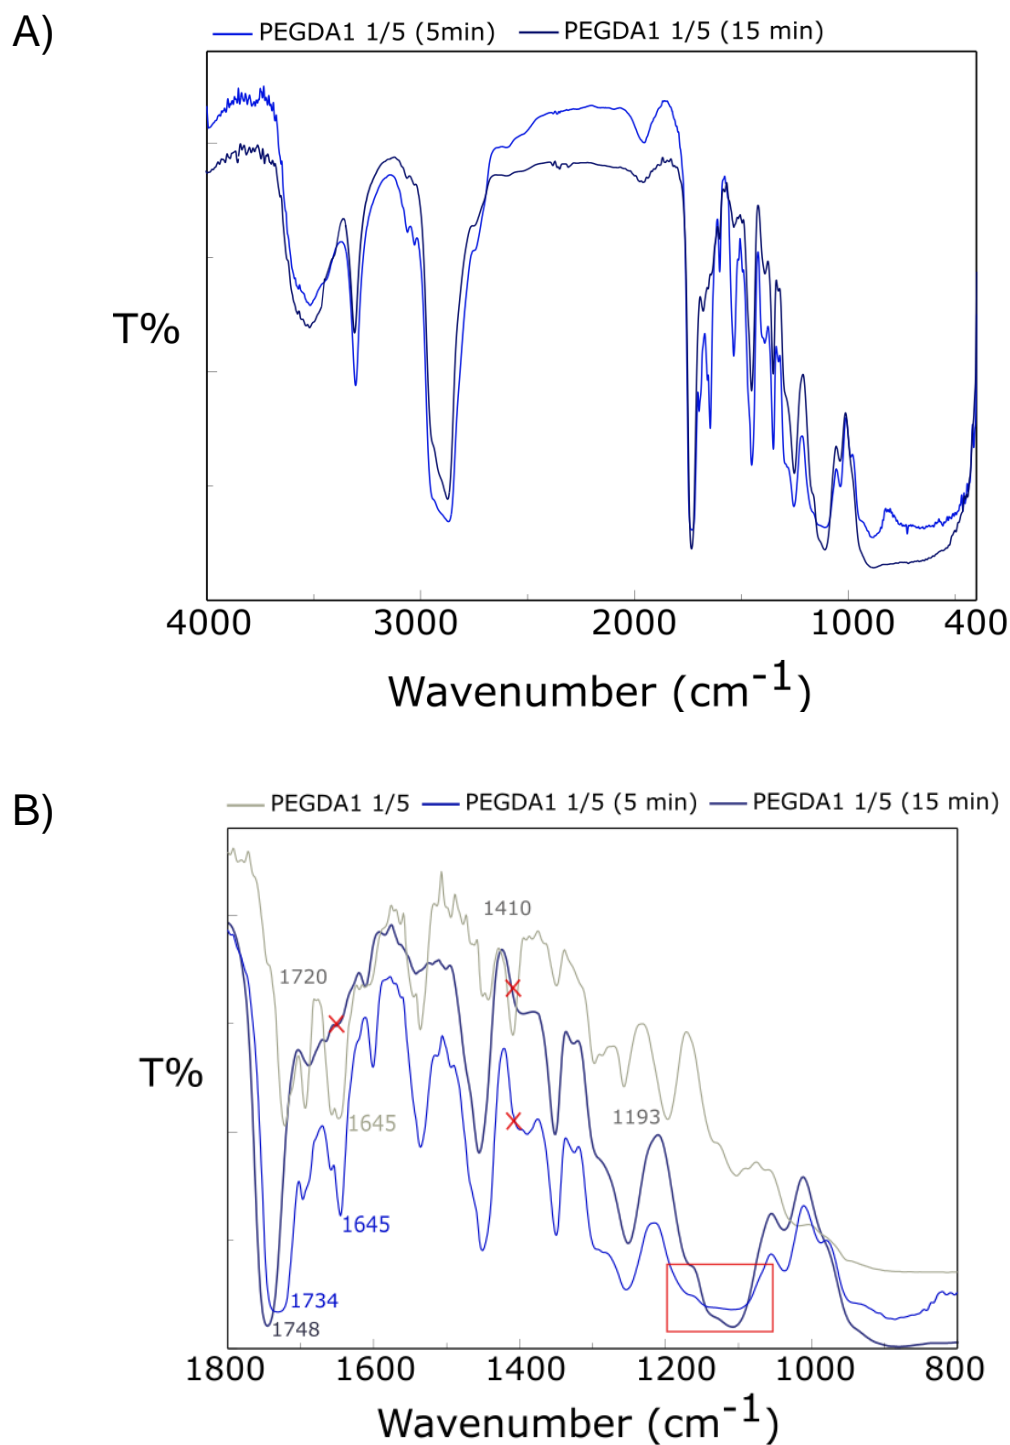 A)
PEGDA1 1/5 (5min) PEGDA1 1/5 (15 min)
T%
4000 3000 2000 1000 400
Wavenumber (cm-1)
B)
PEGDA1 1/5 PEGDA1 1/5 (5 min) PEGDA1 1/5 (15 min)
1410
1720
T%
1645
1193
1645
1734
1748
1800 1600 1400 1200 1000 800
Wavenumber (cm-1)